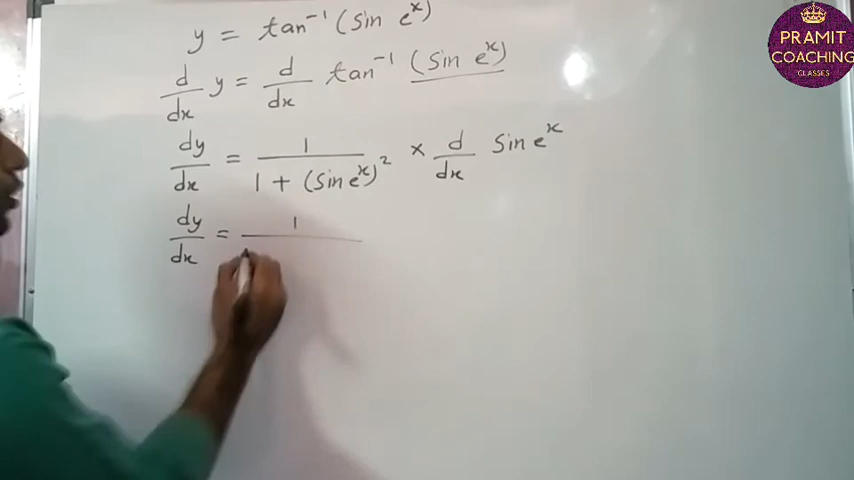 y = tan⁻¹ (Sin eˣ)
d/dx y = d/dx tan⁻¹ (Sin eˣ)
dy/dx = 1/(1 + (Sin eˣ)²) × d/dx Sin eˣ
dy/dx = 1/
PRAMIT
COACHING
CLASSES